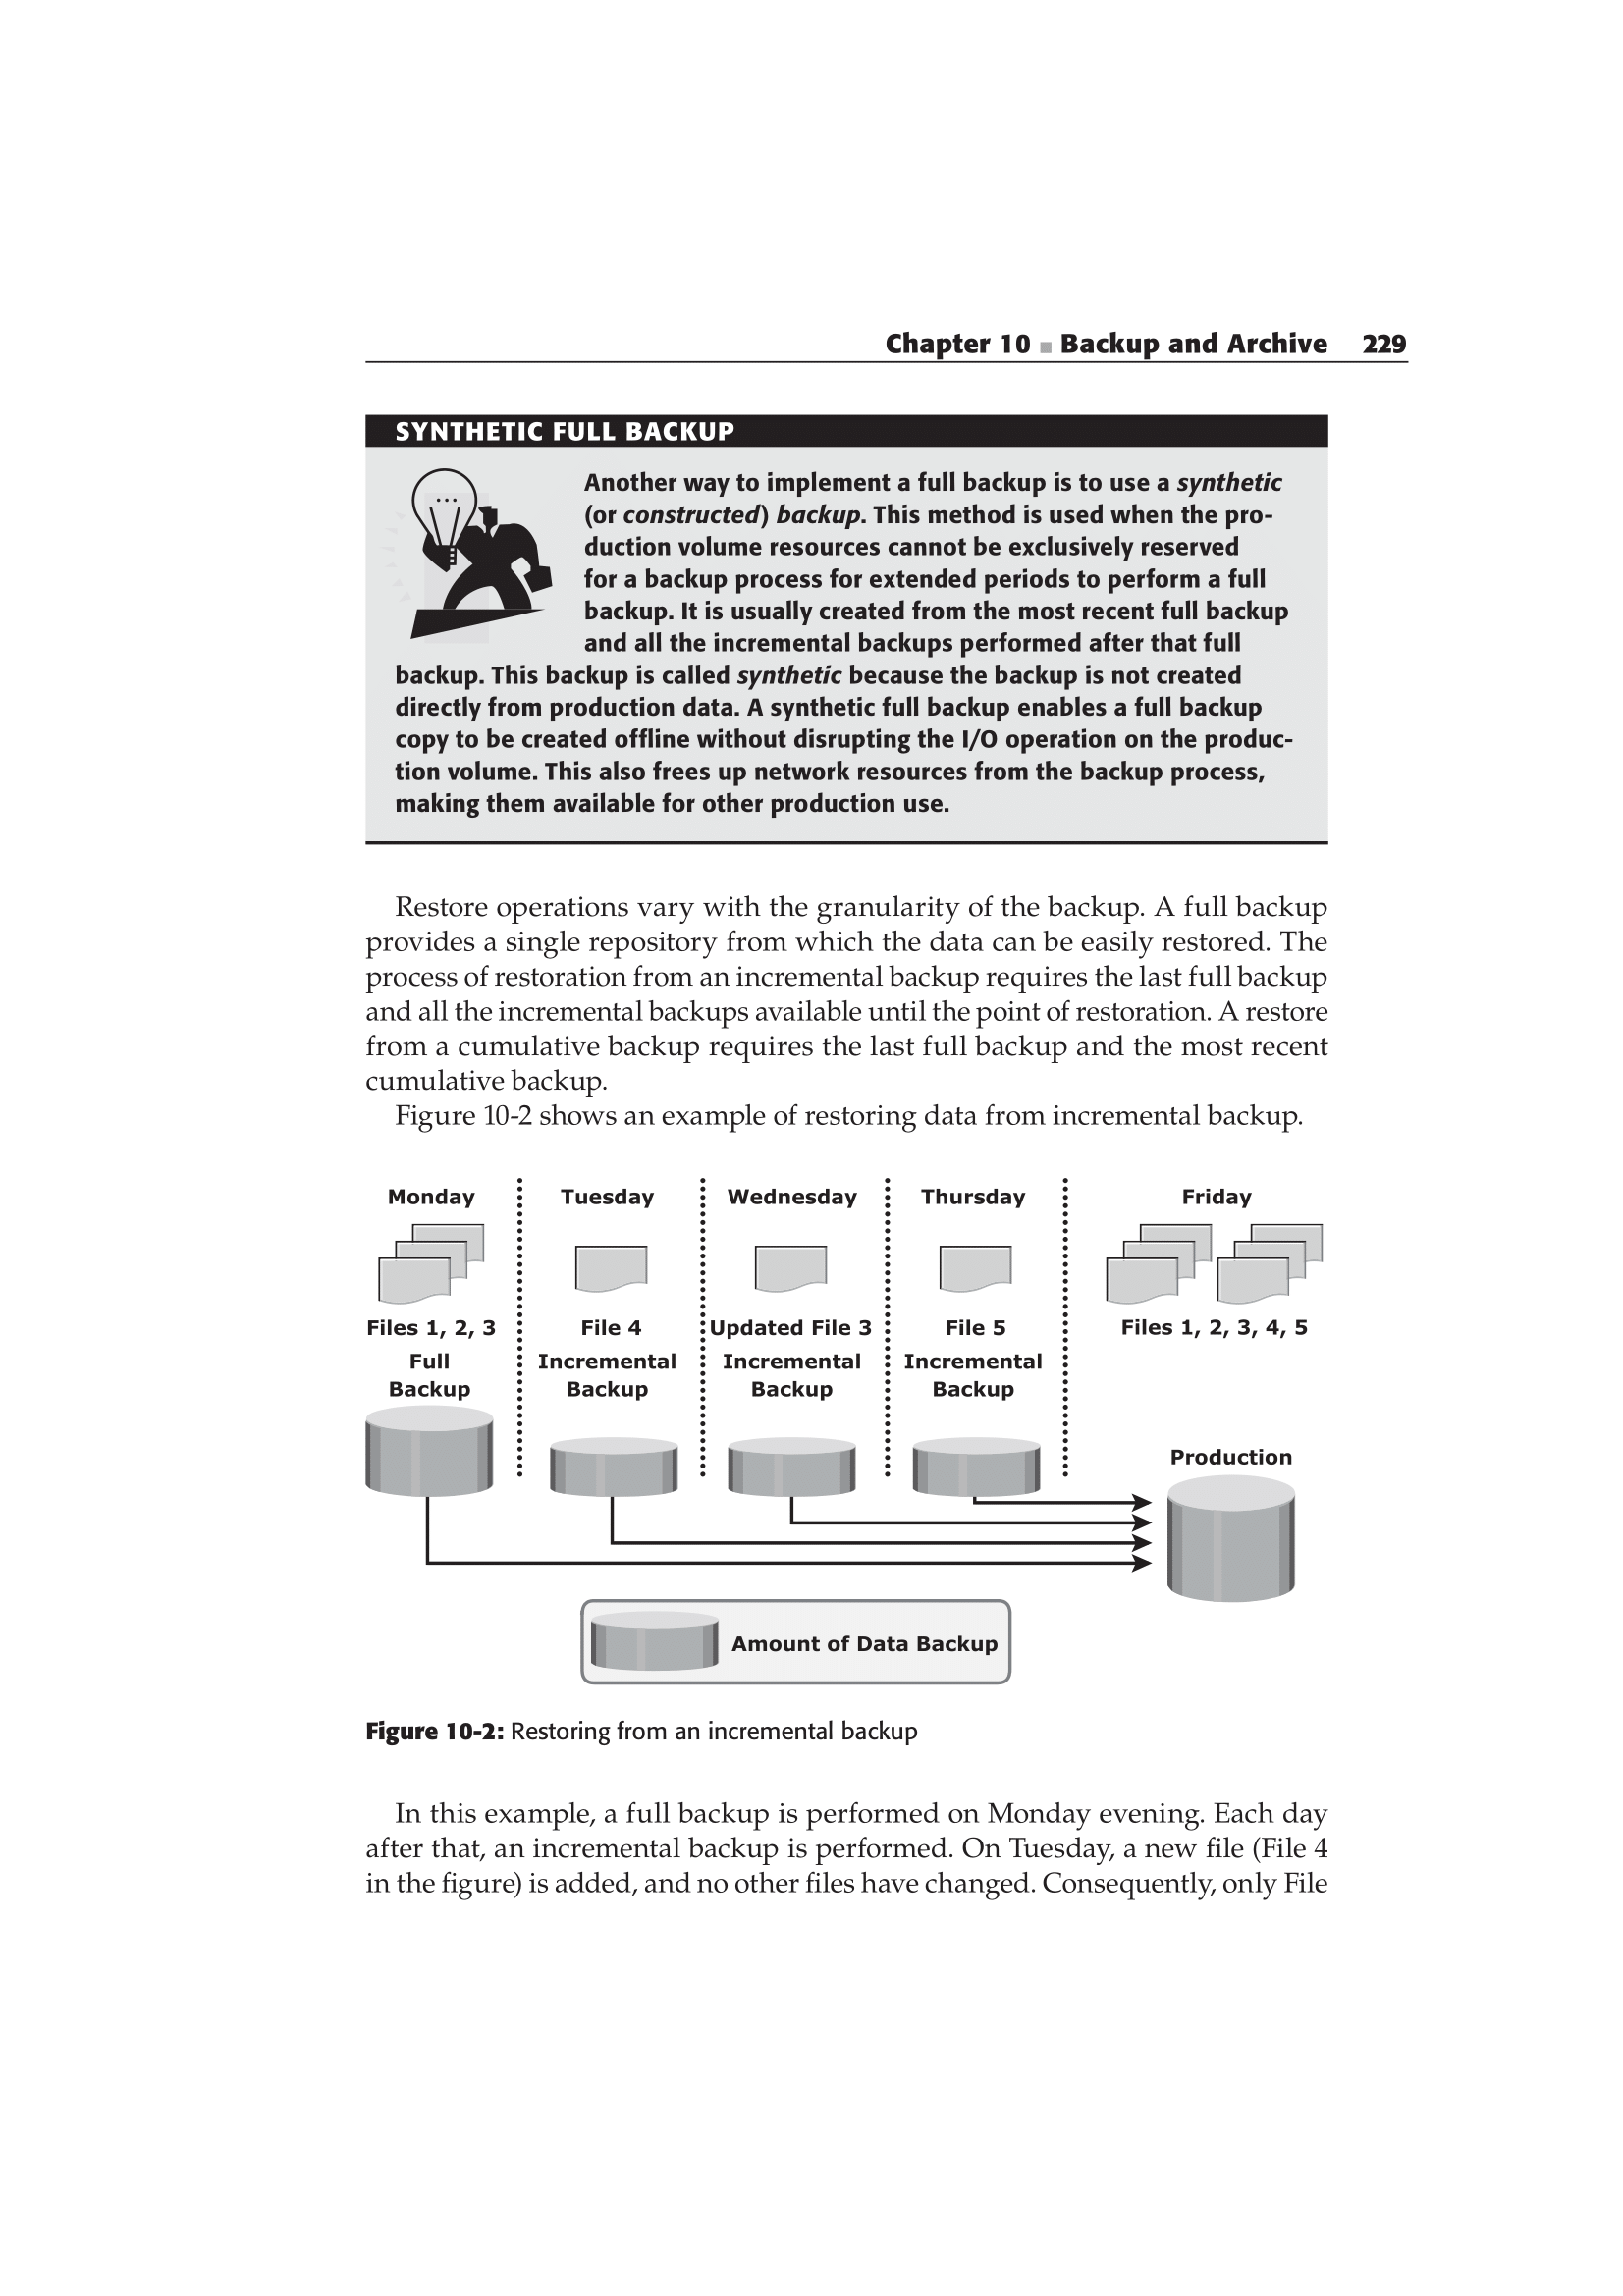 Chapter 10 ■ Backup and Archive 229
SYNTHETIC FULL BACKUP
Another way to implement a full backup is to use a synthetic
(or constructed) backup. This method is used when the pro-
duction volume resources cannot be exclusively reserved
for a backup process for extended periods to perform a full
backup. It is usually created from the most recent full backup
and all the incremental backups performed after that full
backup. This backup is called synthetic because the backup is not created
directly from production data. A synthetic full backup enables a full backup
copy to be created offline without disrupting the I/O operation on the produc-
tion volume. This also frees up network resources from the backup process,
making them available for other production use.
Restore operations vary with the granularity of the backup. A full backup
provides a single repository from which the data can be easily restored. The
process of restoration from an incremental backup requires the last full backup
and all the incremental backups available until the point of restoration. A restore
from a cumulative backup requires the last full backup and the most recent
cumulative backup.
Figure 10-2 shows an example of restoring data from incremental backup.
Monday Tuesday Wednesday Thursday Friday
Files 1, 2, 3 File 4 Updated File 3 File 5 Files 1, 2, 3, 4, 5
Full Incremental Incremental Incremental
Backup Backup Backup Backup
Production
Amount of Data Backup
Figure 10-2: Restoring from an incremental backup
In this example, a full backup is performed on Monday evening. Each day
after that, an incremental backup is performed. On Tuesday, a new file (File 4
in the figure) is added, and no other files have changed. Consequently, only File